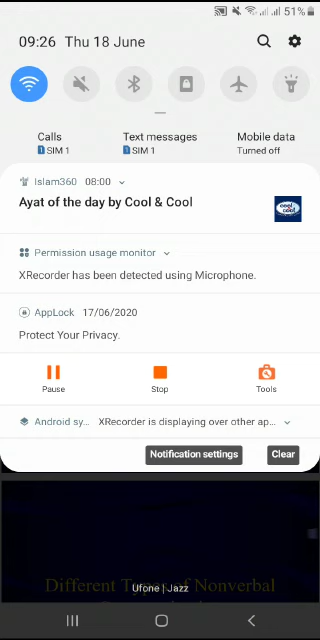 51%
09:26 Thu 18 June
Calls Text messages Mobile data
1 SIM 1 1 SIM 1 Turned off
Islam360 08:00
Ayat of the day by Cool & Cool
cool cool
Permission usage monitor
XRecorder has been detected using Microphone.
AppLock 17/06/2020
Protect Your Privacy.
Pause Stop Tools
Android sy... XRecorder is displaying over other ap...
Notification settings Clear
Different Types of Nonverbal
Ufone | Jazz